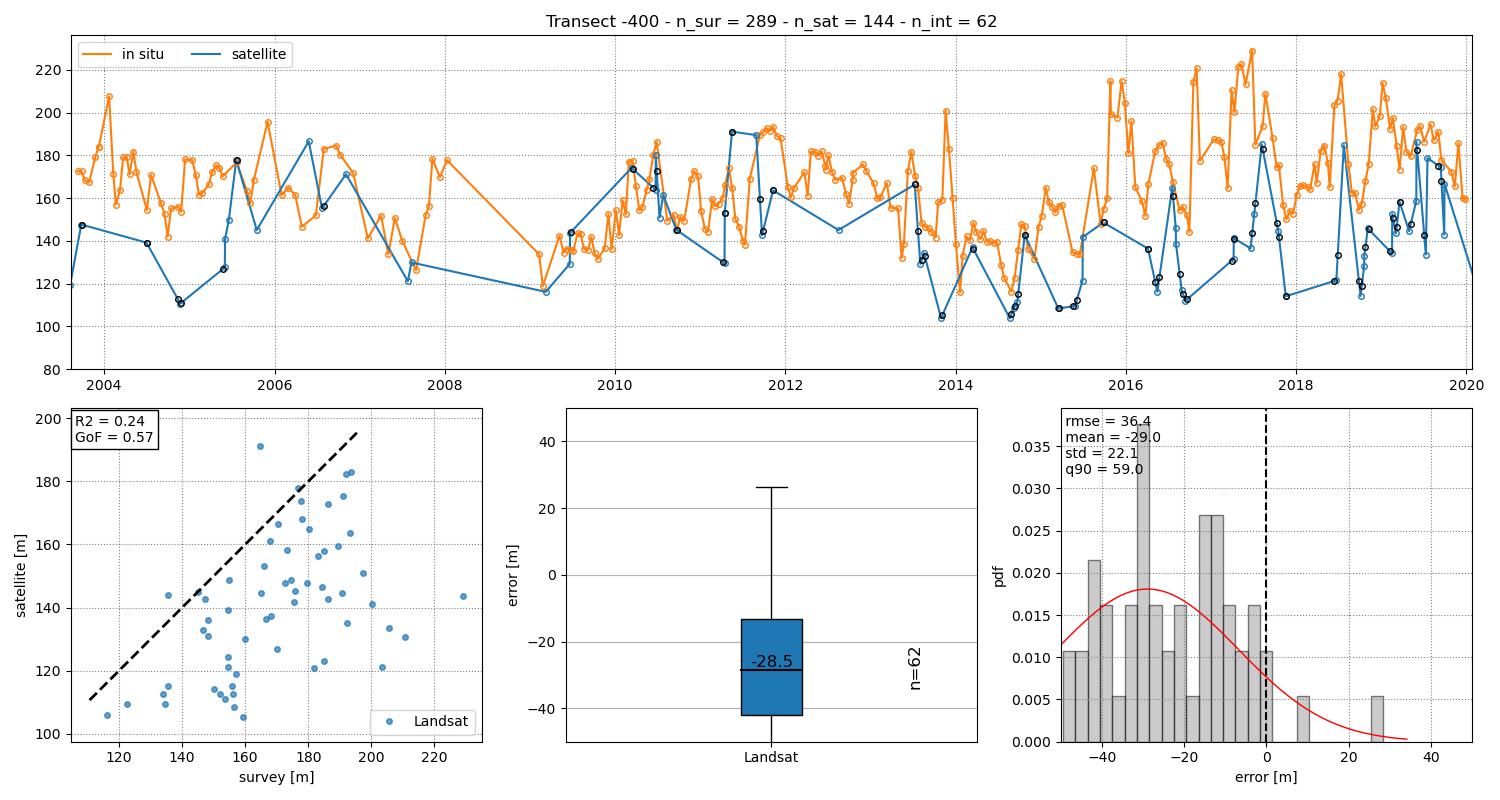 Transect -400 - n_sur = 289 - n_sat = 144 - n_int = 62
in situ
satellite
220
200
180
160
140
120
100
80
2004
2006
2008
2010
2012
2014
2016
2018
2020
R2 = 0.24
GoF = 0.57
200
180
160
140
120
100
satellite [m]
Landsat
120
140
160
180
200
220
survey [m]
40
20
0
−20
−40
error [m]
-28.5
n=62
Landsat
rmse = 36.4
mean = -29.0
std = 22.1
q90 = 59.0
0.035
0.030
0.025
0.020
0.015
0.010
0.005
0.000
pdf
−40
−20
0
20
40
error [m]